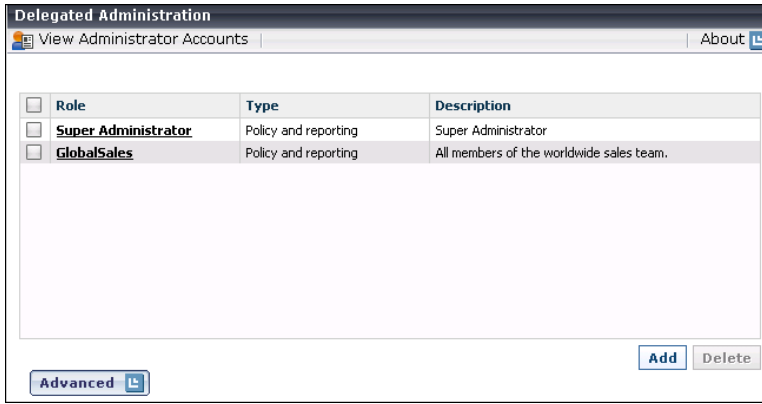 Delegated Administration
View Administrator Accounts | | About
Role Type Description
Super Administrator Policy and reporting Super Administrator
GlobalSales Policy and reporting All members of the worldwide sales team.
Add Delete
Advanced